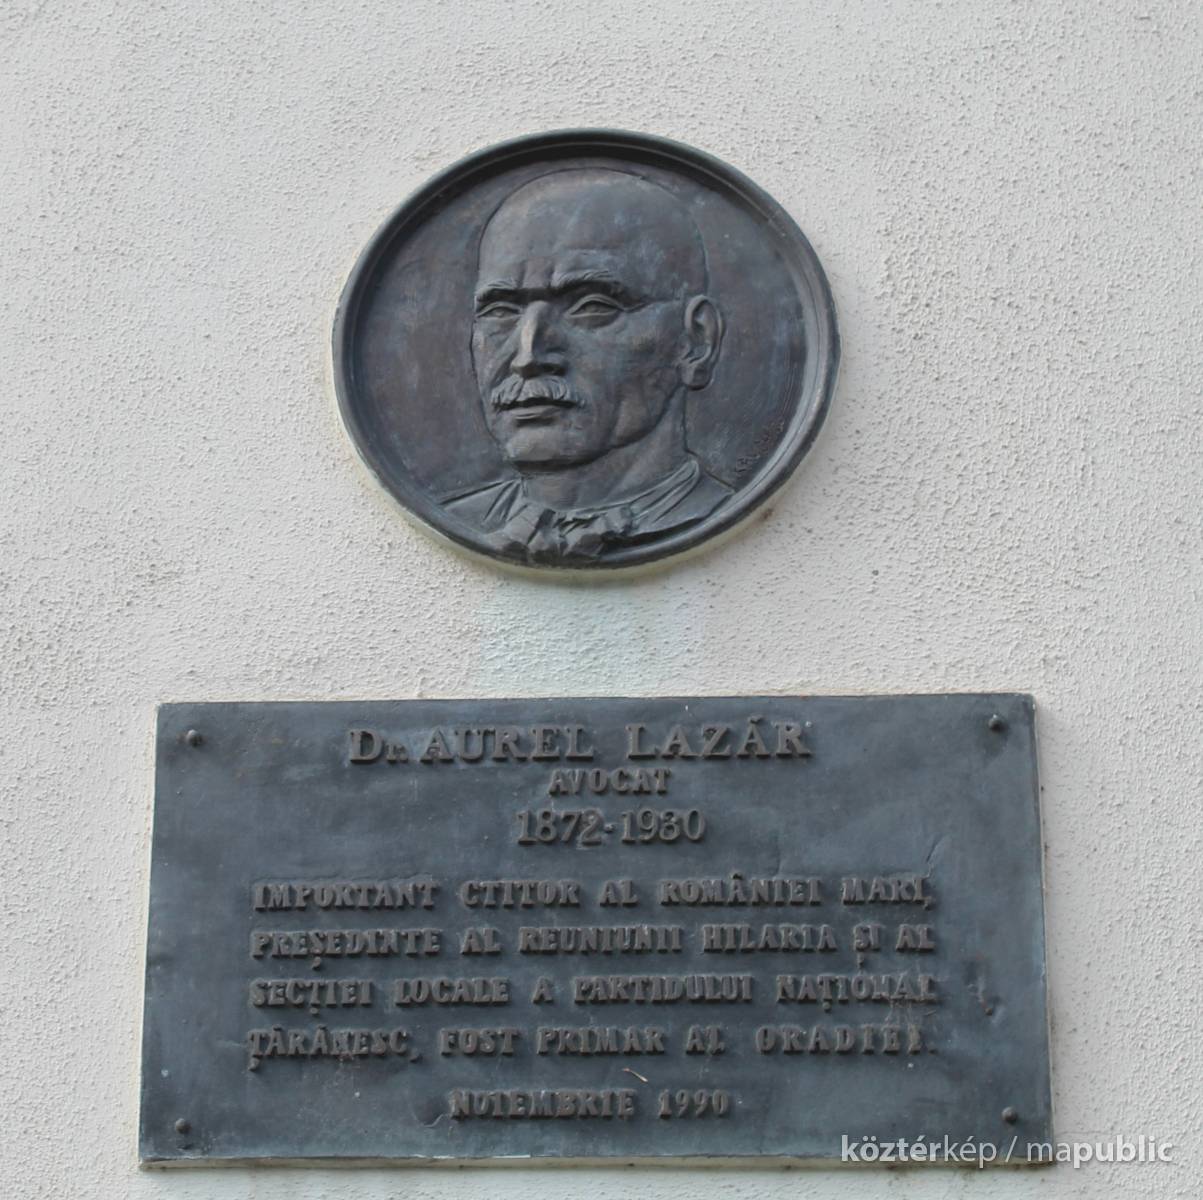 Dr. AUREL LAZĂR
AVOCAT
1872-1930
IMPORTANT CTITOR AL ROMÂNIEI MARI,
PREȘEDINTE AL REUNIUNII HILARIA ȘI AL
SECȚIEI LOCALE A PARTIDULUI NAȚIONAL
ȚĂRĂNESC, FOST PRIMAR AL ORADIEI.
NOIEMBRIE 1990
köztérkép / mapublic